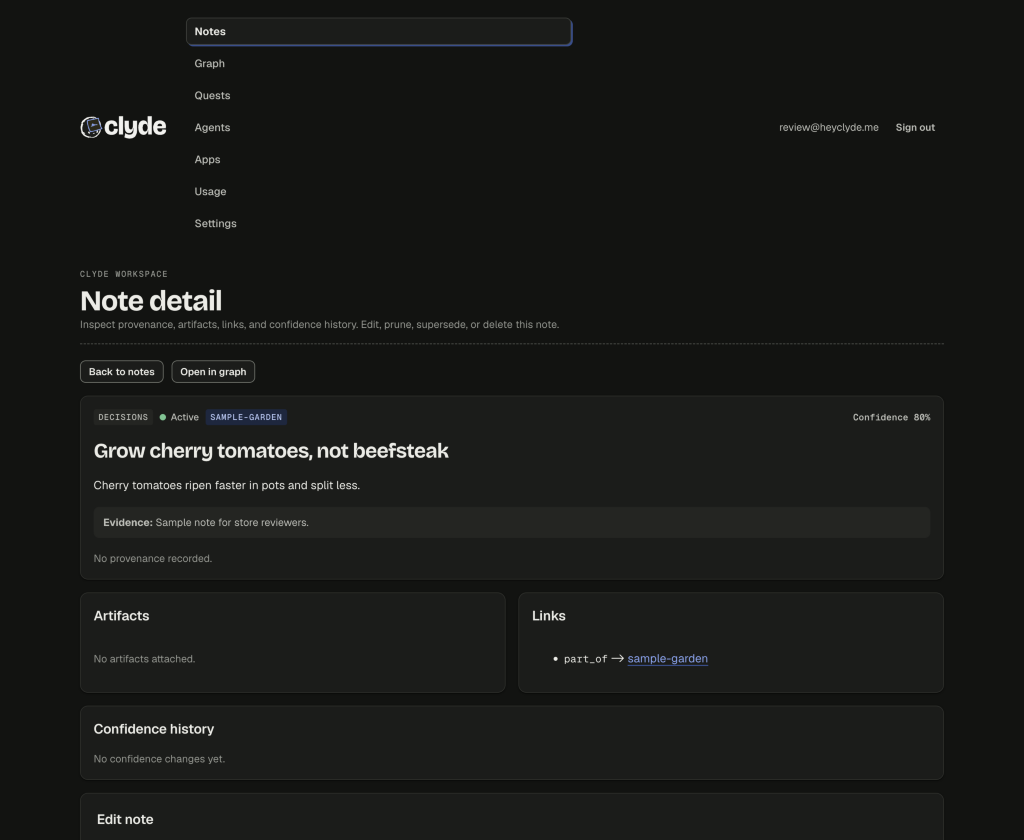 Notes
Graph
Quests
clyde
Agents
review@heyclyde.me
Sign out
Apps
Usage
Settings
CLYDE WORKSPACE
Note detail
Inspect provenance, artifacts, links, and confidence history. Edit, prune, supersede, or delete this note.
Back to notes
Open in graph
DECISIONS
Active
SAMPLE-GARDEN
Confidence 80%
Grow cherry tomatoes, not beefsteak
Cherry tomatoes ripen faster in pots and split less.
Evidence: Sample note for store reviewers.
No provenance recorded.
Artifacts
No artifacts attached.
Links
• part_of → sample-garden
Confidence history
No confidence changes yet.
Edit note